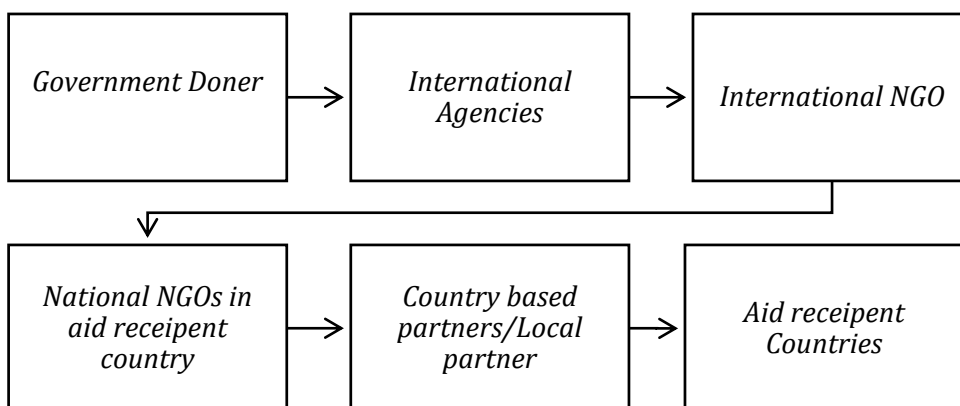 Government Doner
International
Agencies
International NGO
National NGOs in
aid receipent
country
Country based
partners/Local
partner
Aid receipent
Countries